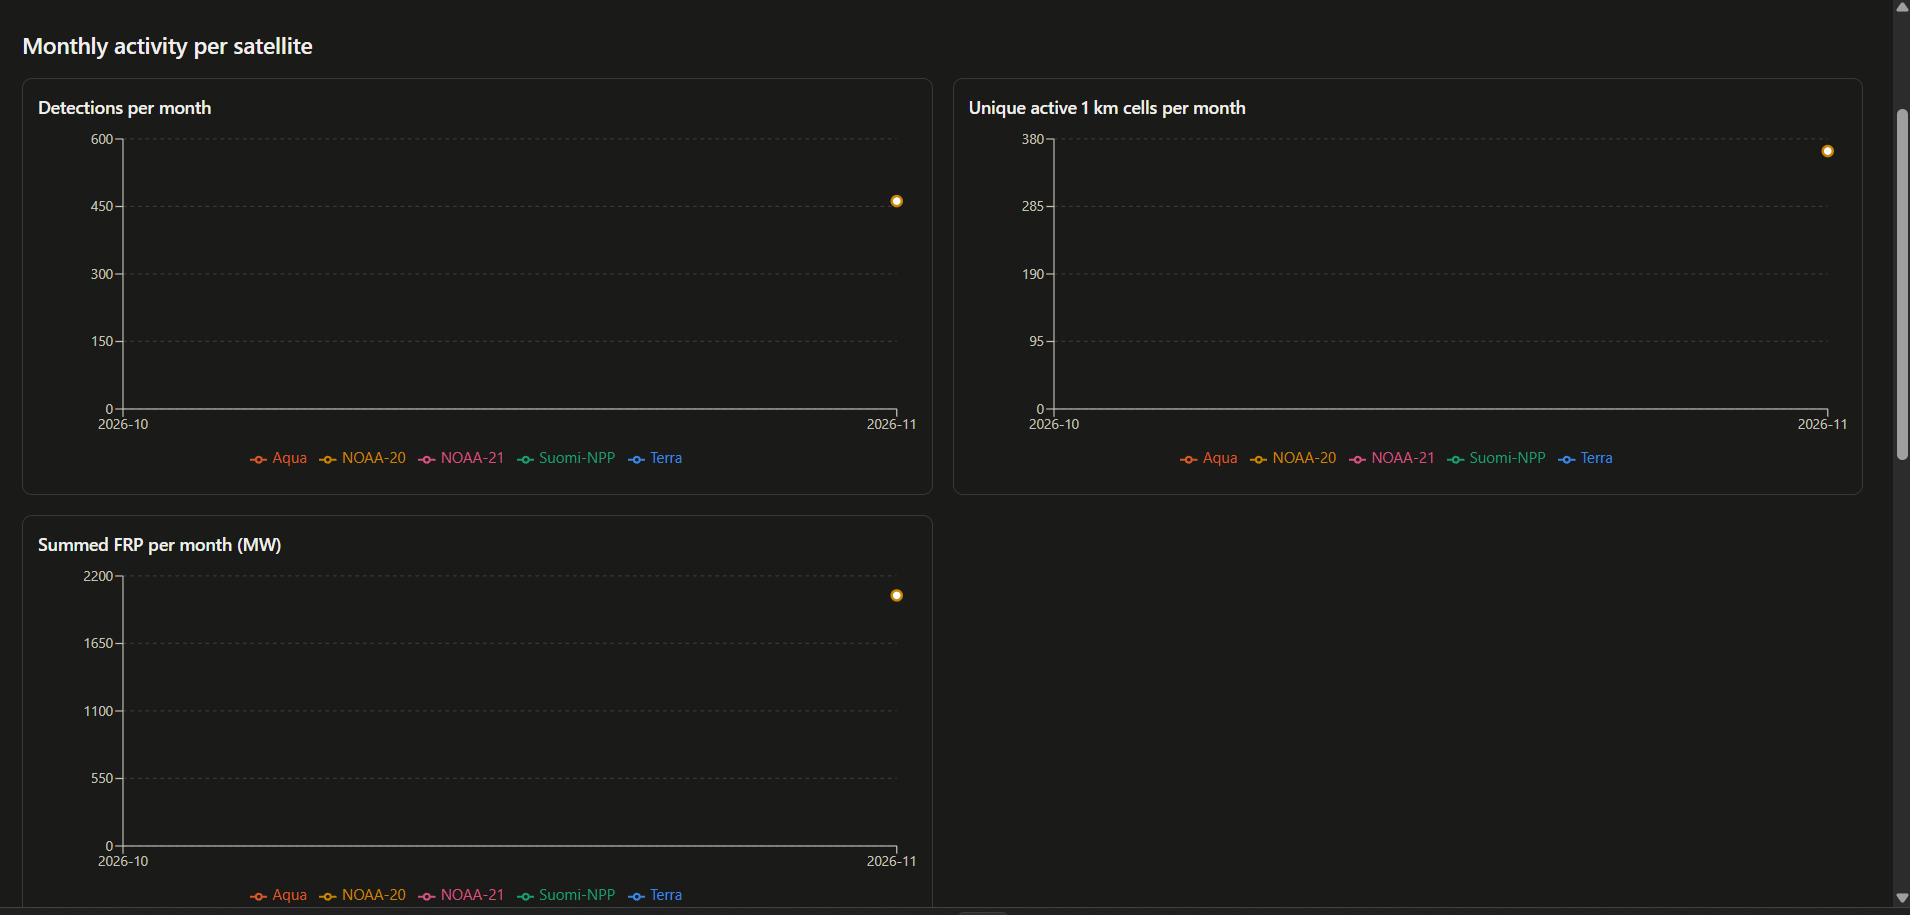 Monthly activity per satellite
Detections per month
600
450
300
150
0
2026-10 2026-11
Aqua NOAA-20 NOAA-21 Suomi-NPP Terra
Unique active 1 km cells per month
380
285
190
95
0
2026-10 2026-11
Aqua NOAA-20 NOAA-21 Suomi-NPP Terra
Summed FRP per month (MW)
2200
1650
1100
550
0
2026-10 2026-11
Aqua NOAA-20 NOAA-21 Suomi-NPP Terra